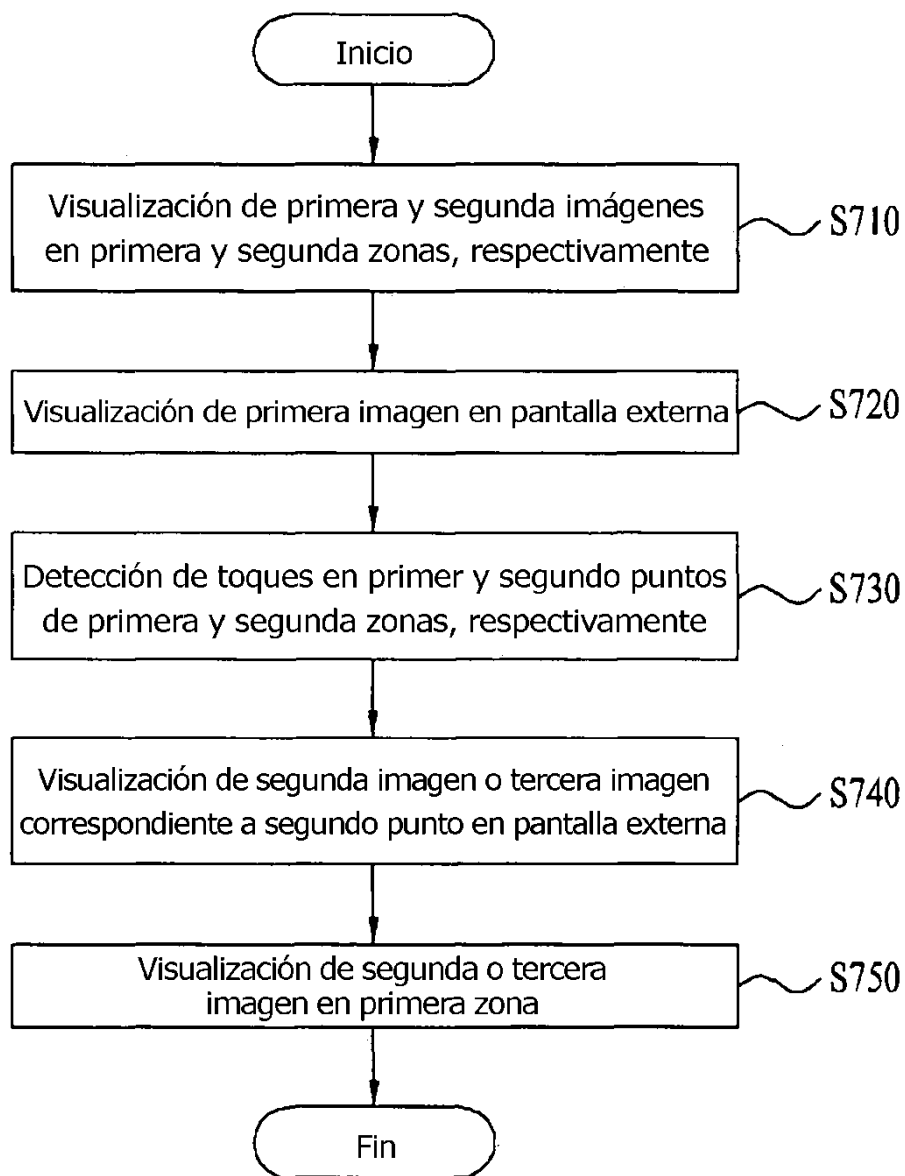 Inicio
Visualización de primera y segunda imágenes
en primera y segunda zonas, respectivamente
S710
Visualización de primera imagen en pantalla externa
S720
Detección de toques en primer y segundo puntos
de primera y segunda zonas, respectivamente
S730
Visualización de segunda imagen o tercera imagen
correspondiente a segundo punto en pantalla externa
S740
Visualización de segunda o tercera
imagen en primera zona
S750
Fin